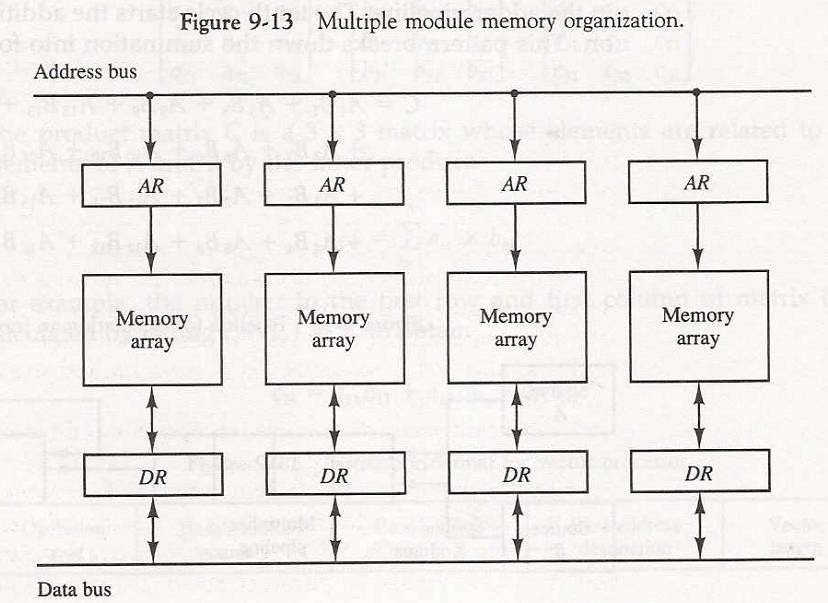 Figure 9-13 Multiple module memory organization.
Address bus
AR AR AR AR
Memory array Memory array Memory array Memory array
DR DR DR DR
Data bus